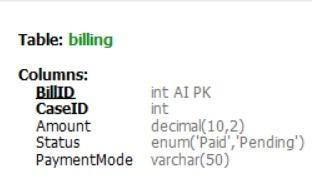 Table: billing
Columns:
BillID int AI PK
CaseID int
Amount decimal(10,2)
Status enum('Paid','Pending')
PaymentMode varchar(50)